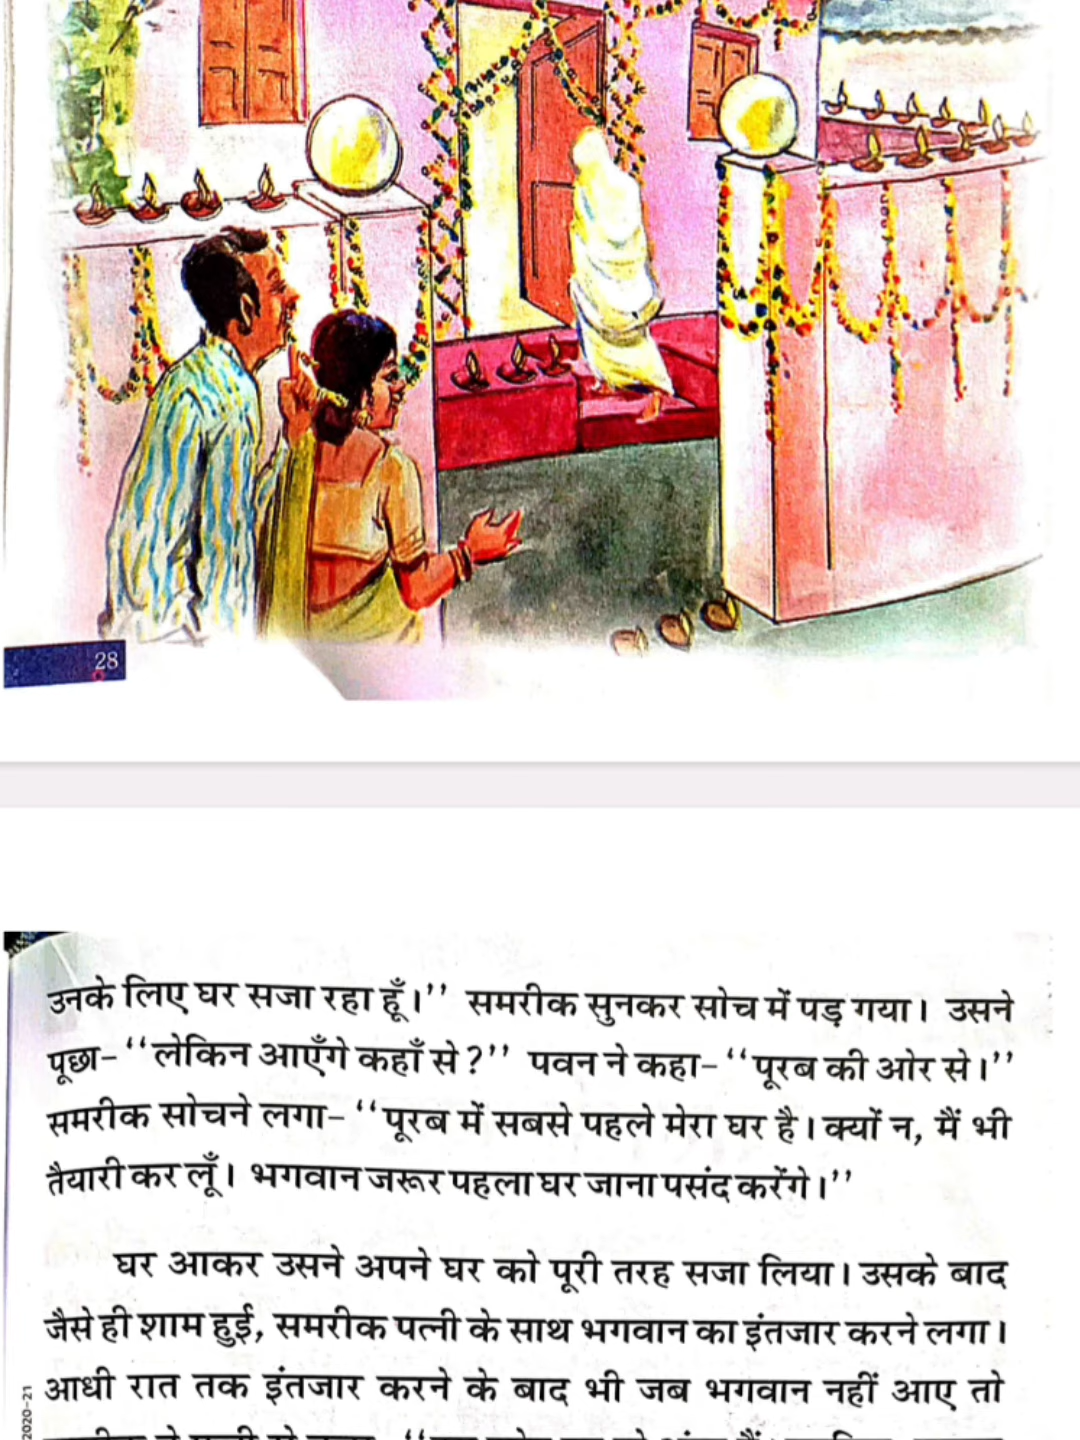 28
उनके लिए घर सजा रहा हूँ।'' समरीक सुनकर सोच में पड़ गया। उसने
पूछा- ''लेकिन आएँगे कहाँ से?'' पवन ने कहा- ''पूरब की ओर से।''
समरीक सोचने लगा- ''पूरब में सबसे पहले मेरा घर है। क्यों न, मैं भी
तैयारी कर लूँ। भगवान जरूर पहला घर जाना पसंद करेंगे।''
घर आकर उसने अपने घर को पूरी तरह सजा लिया। उसके बाद
जैसे ही शाम हुई, समरीक पत्नी के साथ भगवान का इंतजार करने लगा।
आधी रात तक इंतजार करने के बाद भी जब भगवान नहीं आए तो
2020-21